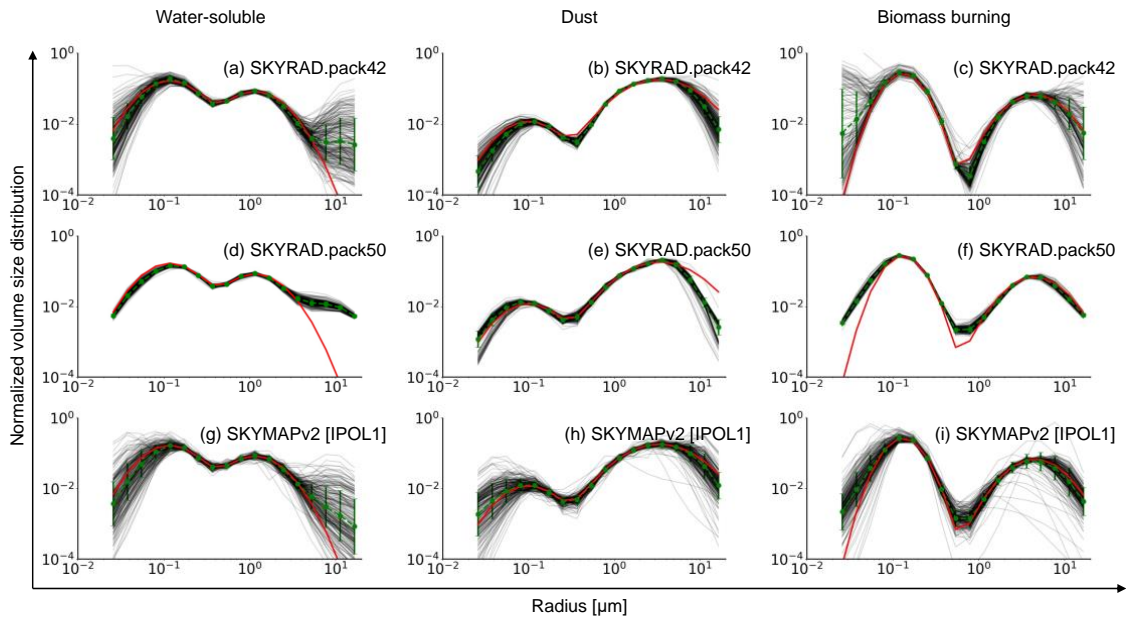 Water-soluble
Dust
Biomass burning
Normalized volume size distribution
(a) SKYRAD.pack42
10⁰
10⁻²
10⁻⁴
10⁻² 10⁻¹ 10⁰ 10¹
(b) SKYRAD.pack42
10⁰
10⁻²
10⁻⁴
10⁻² 10⁻¹ 10⁰ 10¹
(c) SKYRAD.pack42
10⁰
10⁻²
10⁻⁴
10⁻² 10⁻¹ 10⁰ 10¹
(d) SKYRAD.pack50
10⁰
10⁻²
10⁻⁴
10⁻² 10⁻¹ 10⁰ 10¹
(e) SKYRAD.pack50
10⁰
10⁻²
10⁻⁴
10⁻² 10⁻¹ 10⁰ 10¹
(f) SKYRAD.pack50
10⁰
10⁻²
10⁻⁴
10⁻² 10⁻¹ 10⁰ 10¹
(g) SKYMAPv2 [IPOL1]
10⁰
10⁻²
10⁻⁴
10⁻² 10⁻¹ 10⁰ 10¹
(h) SKYMAPv2 [IPOL1]
10⁰
10⁻²
10⁻⁴
10⁻² 10⁻¹ 10⁰ 10¹
(i) SKYMAPv2 [IPOL1]
10⁰
10⁻²
10⁻⁴
10⁻² 10⁻¹ 10⁰ 10¹
Radius [μm]